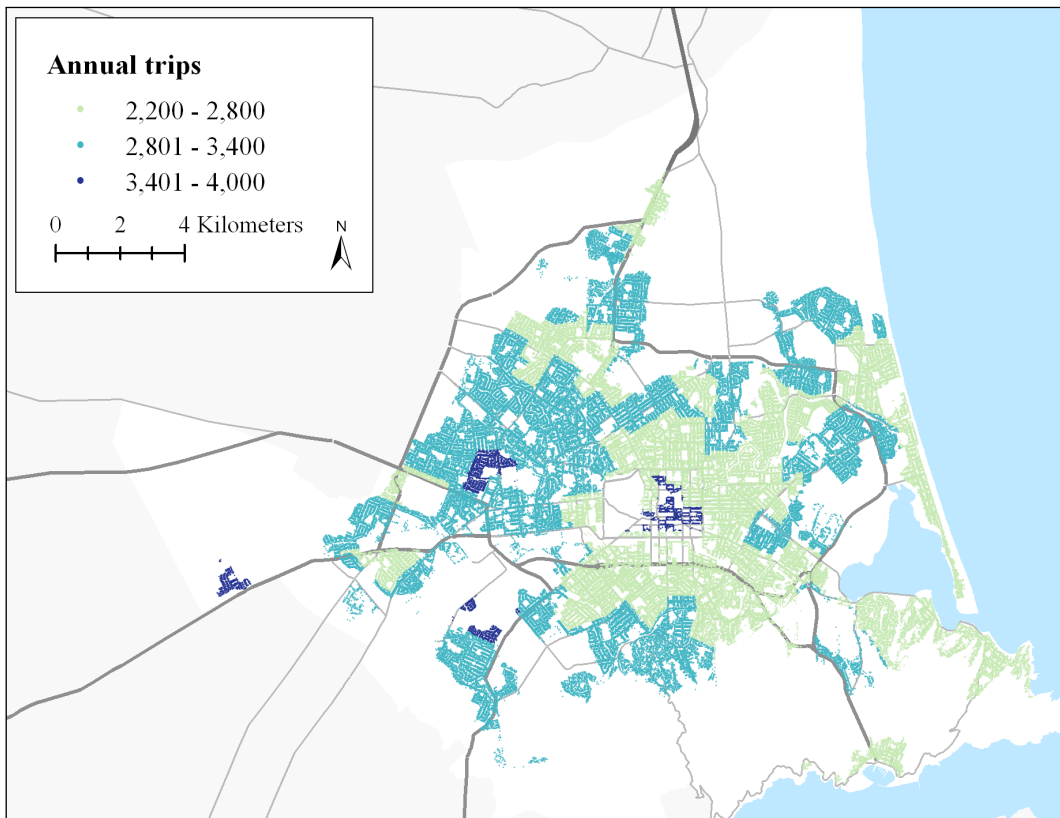 Annual trips
2,200 - 2,800
2,801 - 3,400
3,401 - 4,000
0 2 4 Kilometers
N